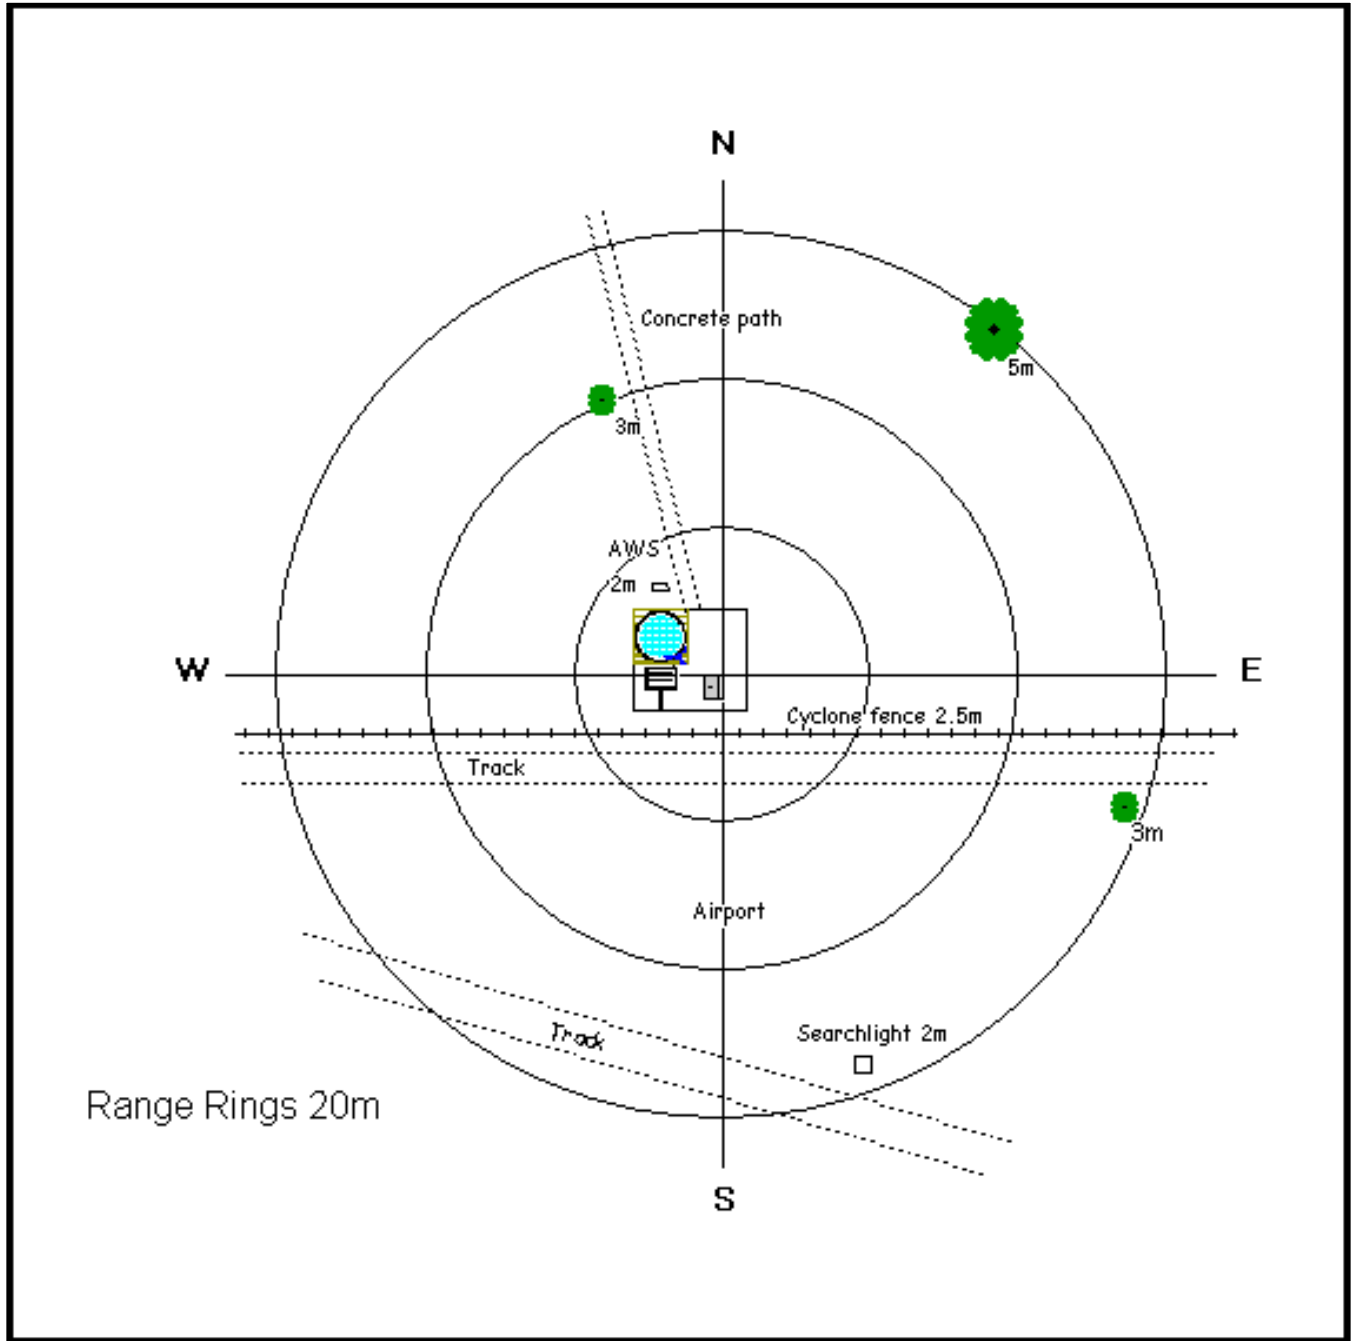 N
Concrete path
5m
3m
AWS
2m
W
E
Cyclone fence 2.5m
Track
3m
Airport
Searchlight 2m
Track
Range Rings 20m
S